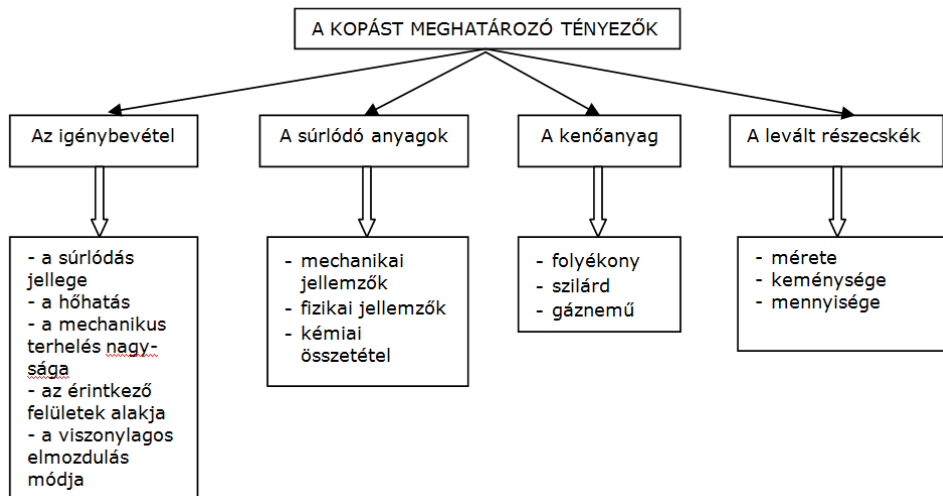 A KOPÁST MEGHATÁROZÓ TÉNYEZŐK
Az igénybevétel
A súrlódó anyagok
A kenőanyag
A levált részecskék
- a súrlódás
jellege
- a hőhatás
- a mechanikus
terhelés nagy-
sága
- az érintkező
felületek alakja
- a viszonylagos
elmozdulás
módja
- mechanikai
jellemzők
- fizikai jellemzők
- kémiai
összetétel
- folyékony
- szilárd
- gáznemű
- mérete
- keménysége
- mennyisége